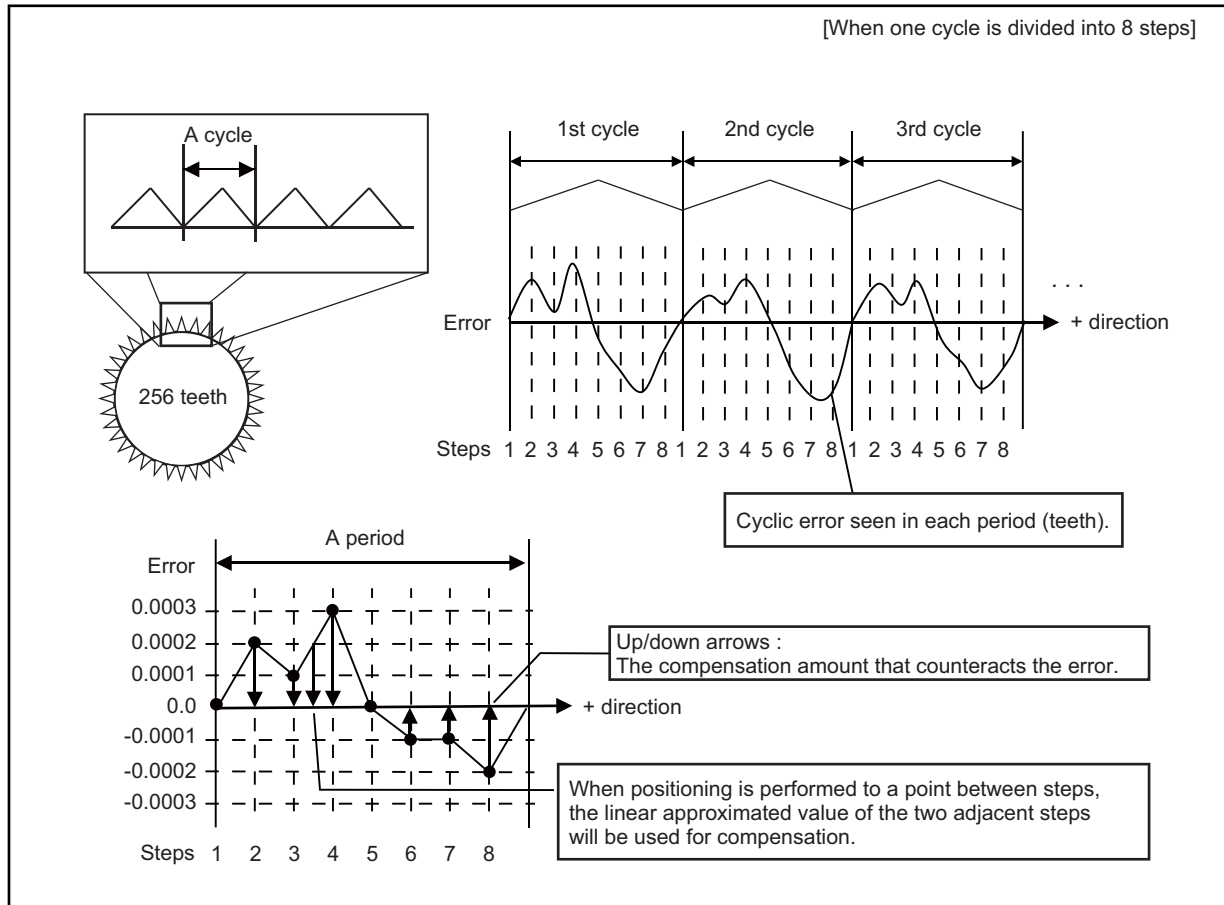 [When one cycle is divided into 8 steps]
A cycle
256 teeth
1st cycle
2nd cycle
3rd cycle
. . .
Error
+ direction
Steps 1 2 3 4 5 6 7 8 1 2 3 4 5 6 7 8 1 2 3 4 5 6 7 8
Cyclic error seen in each period (teeth).
A period
Error
0.0003
0.0002
0.0001
0.0
-0.0001
-0.0002
-0.0003
+ direction
Steps 1 2 3 4 5 6 7 8
Up/down arrows :
The compensation amount that counteracts the error.
When positioning is performed to a point between steps,
the linear approximated value of the two adjacent steps
will be used for compensation.